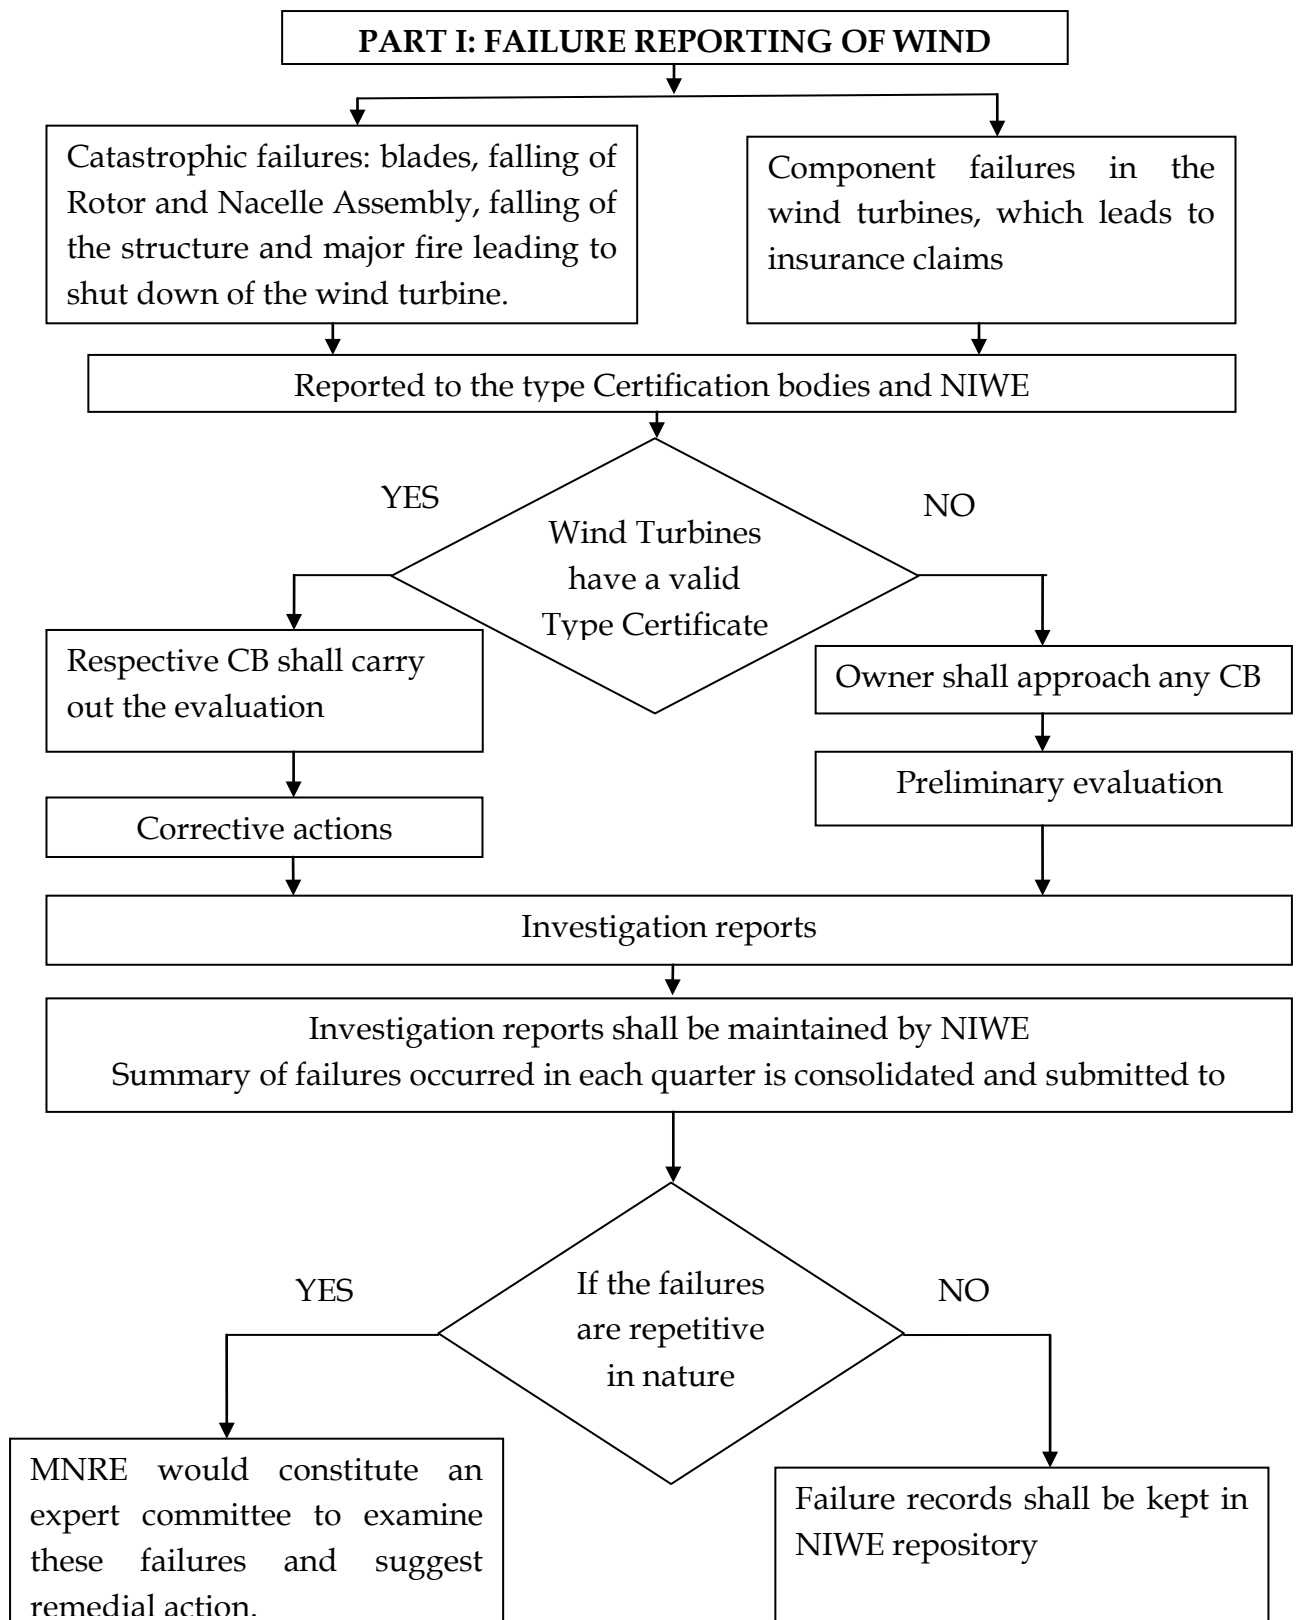 PART I: FAILURE REPORTING OF WIND
Catastrophic failures: blades, falling of
Rotor and Nacelle Assembly, falling of
the structure and major fire leading to
shut down of the wind turbine.
Component failures in the
wind turbines, which leads to
insurance claims
Reported to the type Certification bodies and NIWE
YES
NO
Wind Turbines
have a valid
Type Certificate
Respective CB shall carry
out the evaluation
Owner shall approach any CB
Preliminary evaluation
Corrective actions
Investigation reports
Investigation reports shall be maintained by NIWE
Summary of failures occurred in each quarter is consolidated and submitted to
YES
NO
If the failures
are repetitive
in nature
MNRE would constitute an
expert committee to examine
these failures and suggest
remedial action.
Failure records shall be kept in
NIWE repository